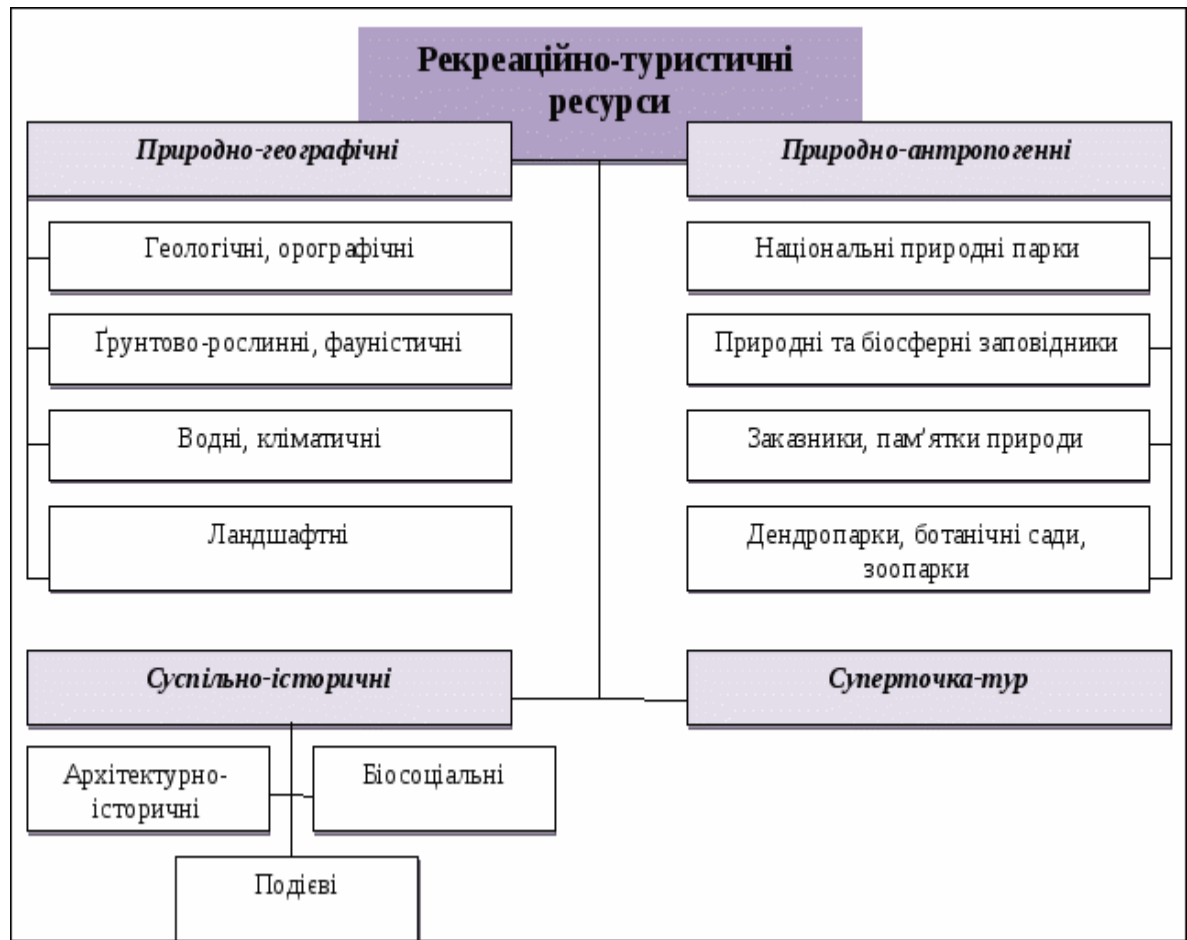 Рекреаційно-туристичні
ресурси
Природно-географічні
Природно-антропогенні
Геологічні, орографічні
Національні природні парки
Ґрунтово-рослинні, фауністичні
Природні та біосферні заповідники
Водні, кліматичні
Заказники, пам’ятки природи
Ландшафтні
Дендропарки, ботанічні сади,
зоопарки
Суспільно-історичні
Суперточка-тур
Архітектурно-
історичні
Біосоціальні
Подієві